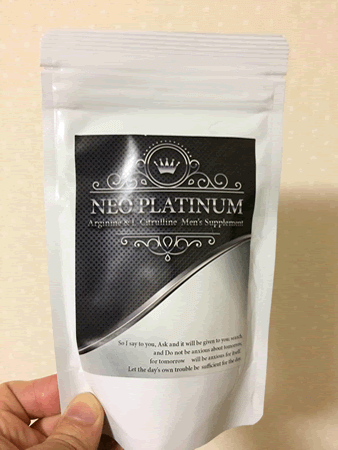 NEO PLATINUM
Arginine & L Citrulline Men's Supplement
So I say to you, Ask and it will be given to you; search,
and Do not be anxious about tomorrow,
for tomorrow will be anxious for itself.
Let the day's own trouble be sufficient for the day.